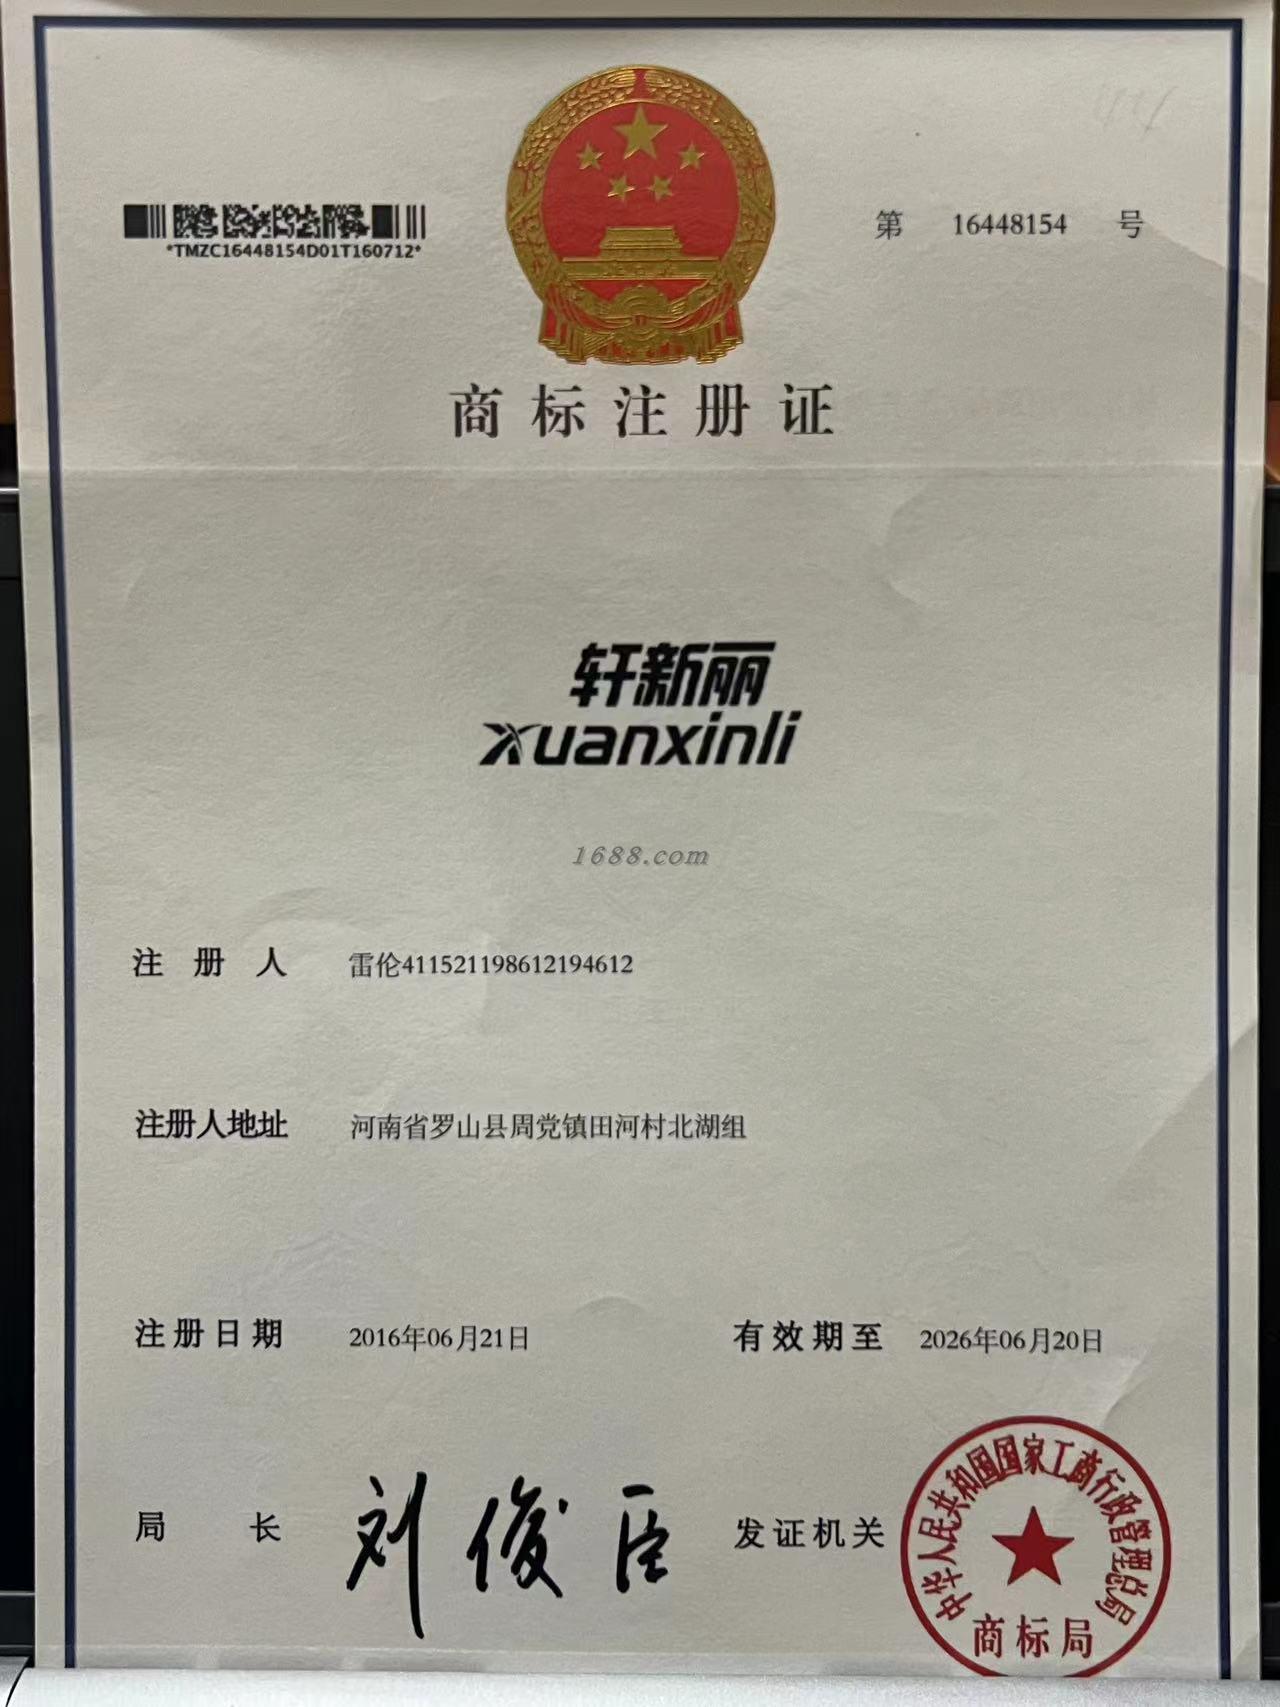 *TMZC16448154D01T160712*
第 16448154 号
商标注册证
轩新丽
Xuanxinli
1688.com
注册人 雷伦411521198612194612
注册人地址 河南省罗山县周党镇田河村北湖组
注册日期 2016年06月21日 有效期至 2026年06月20日
局长 刘俊臣 发证机关
中华人民共和国国家工商行政管理总局
商标局